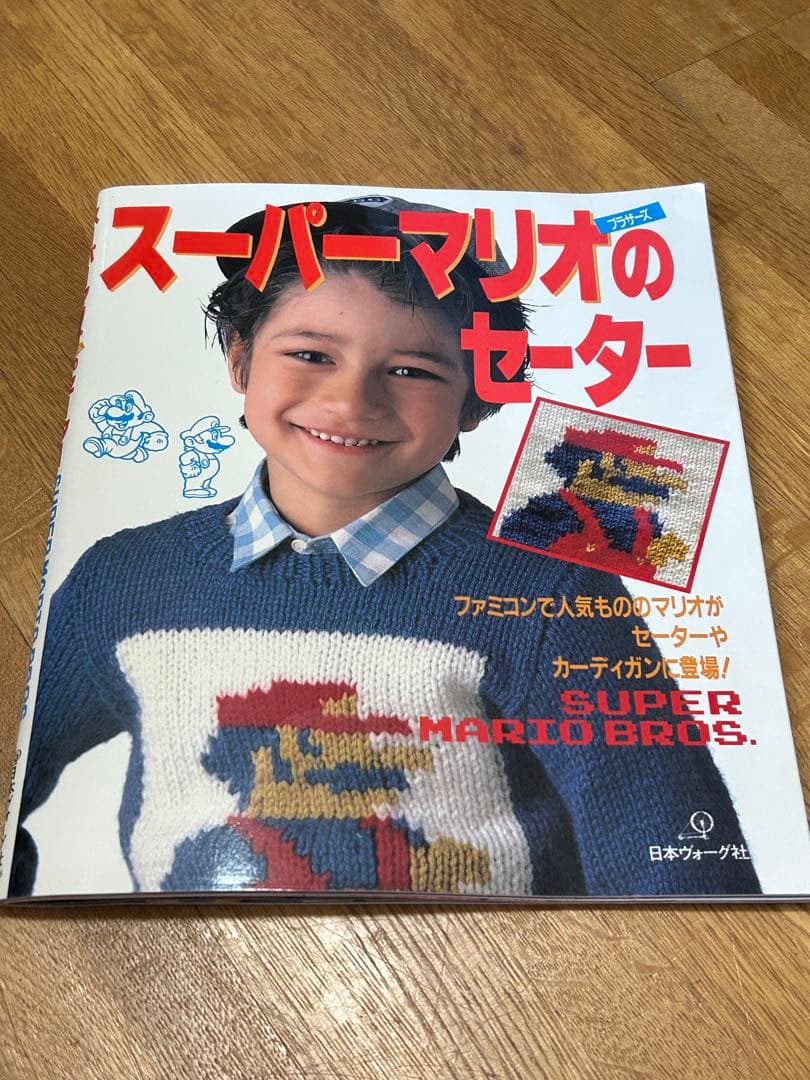 スーパーマリオの
ブラザーズ
セーター
ファミコンで人気もののマリオが
セーターや
カーディガンに登場!
SUPER
MARIO BROS.
日本ヴォーグ社